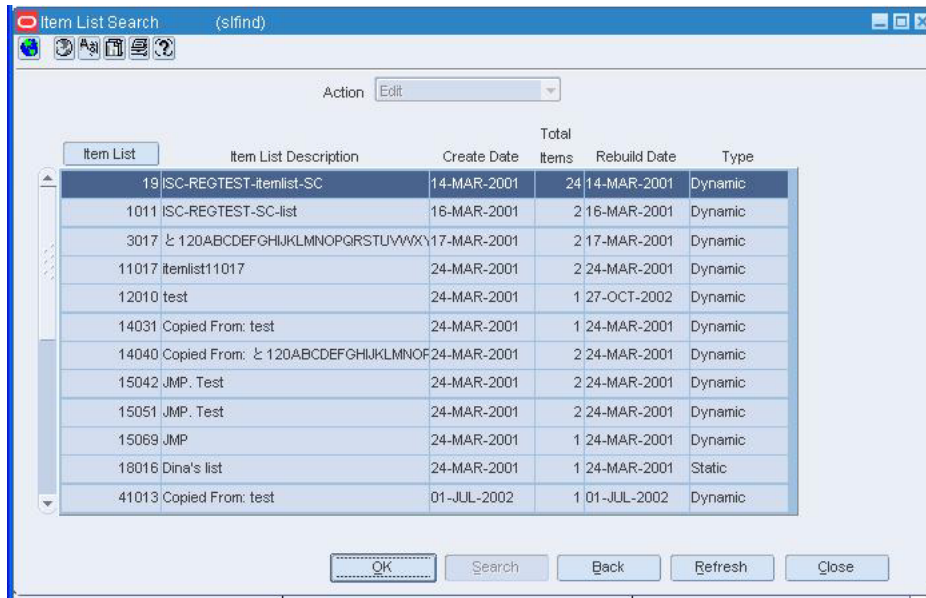 Item List Search (slfind)
Action Edit
Total
Item List Item List Description Create Date Items Rebuild Date Type
19 ISC-REGTEST-itemlist-SC 14-MAR-2001 24 14-MAR-2001 Dynamic
1011 ISC-REGTEST-SC-list 16-MAR-2001 2 16-MAR-2001 Dynamic
3017 と120ABCDEFGHIJKLMNOPQRSTUVWXY 17-MAR-2001 2 17-MAR-2001 Dynamic
11017 itemlist11017 24-MAR-2001 2 24-MAR-2001 Dynamic
12010 test 24-MAR-2001 1 27-OCT-2002 Dynamic
14031 Copied From: test 24-MAR-2001 1 24-MAR-2001 Dynamic
14040 Copied From: と120ABCDEFGHIJKLMNOP 24-MAR-2001 2 24-MAR-2001 Dynamic
15042 JMP. Test 24-MAR-2001 2 24-MAR-2001 Dynamic
15051 JMP. Test 24-MAR-2001 2 24-MAR-2001 Dynamic
15069 JMP 24-MAR-2001 1 24-MAR-2001 Dynamic
18016 Dina's list 24-MAR-2001 1 24-MAR-2001 Static
41013 Copied From: test 01-JUL-2002 1 01-JUL-2002 Dynamic
OK Search Back Refresh Close